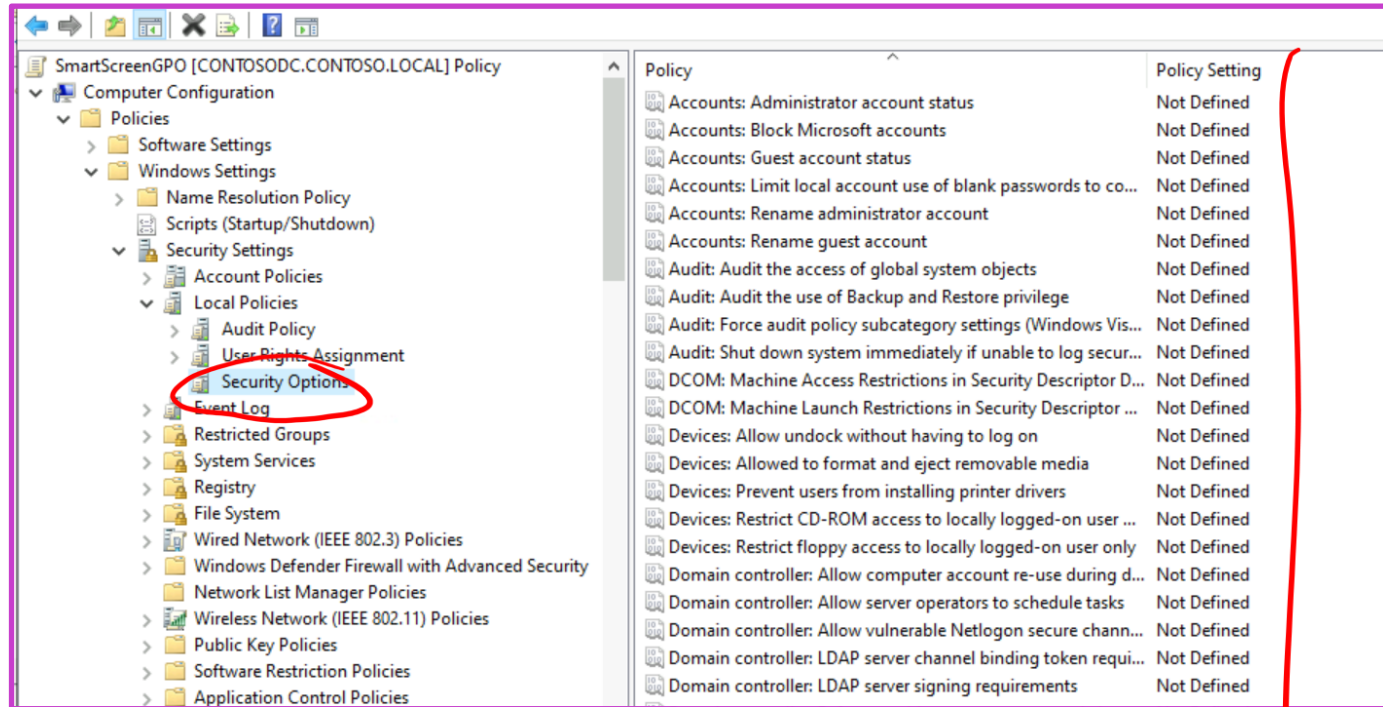 SmartScreenGPO [CONTOSODC.CONTOSO.LOCAL] Policy
Computer Configuration
Policies
Software Settings
Windows Settings
Name Resolution Policy
Scripts (Startup/Shutdown)
Security Settings
Account Policies
Local Policies
Audit Policy
User Rights Assignment
Security Options
Event Log
Restricted Groups
System Services
Registry
File System
Wired Network (IEEE 802.3) Policies
Windows Defender Firewall with Advanced Security
Network List Manager Policies
Wireless Network (IEEE 802.11) Policies
Public Key Policies
Software Restriction Policies
Application Control Policies
Policy Policy Setting
Accounts: Administrator account status Not Defined
Accounts: Block Microsoft accounts Not Defined
Accounts: Guest account status Not Defined
Accounts: Limit local account use of blank passwords to co... Not Defined
Accounts: Rename administrator account Not Defined
Accounts: Rename guest account Not Defined
Audit: Audit the access of global system objects Not Defined
Audit: Audit the use of Backup and Restore privilege Not Defined
Audit: Force audit policy subcategory settings (Windows Vis... Not Defined
Audit: Shut down system immediately if unable to log secur... Not Defined
DCOM: Machine Access Restrictions in Security Descriptor D... Not Defined
DCOM: Machine Launch Restrictions in Security Descriptor ... Not Defined
Devices: Allow undock without having to log on Not Defined
Devices: Allowed to format and eject removable media Not Defined
Devices: Prevent users from installing printer drivers Not Defined
Devices: Restrict CD-ROM access to locally logged-on user ... Not Defined
Devices: Restrict floppy access to locally logged-on user only Not Defined
Domain controller: Allow computer account re-use during d... Not Defined
Domain controller: Allow server operators to schedule tasks Not Defined
Domain controller: Allow vulnerable Netlogon secure chann... Not Defined
Domain controller: LDAP server channel binding token requi... Not Defined
Domain controller: LDAP server signing requirements Not Defined